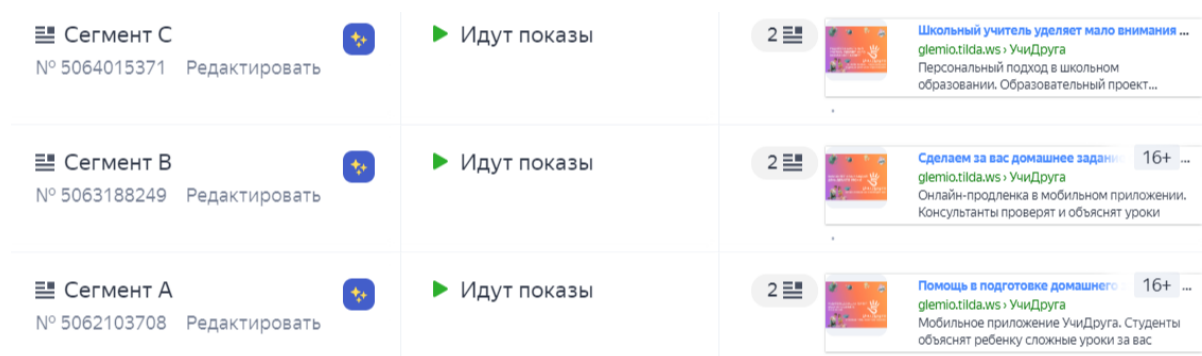 Сегмент С
№ 5064015371 Редактировать
Идут показы
2
Школьный учитель уделяет мало внимания ...
glemio.tilda.ws › УчиДруга
Персональный подход в школьном
образовании. Образовательный проект...
Сегмент В
№ 5063188249 Редактировать
Идут показы
2
Сделаем за вас домашнее задани ...
16+
glemio.tilda.ws › УчиДруга
Онлайн-продленка в мобильном приложении.
Консультанты проверят и объяснят уроки
Сегмент А
№ 5062103708 Редактировать
Идут показы
2
Помощь в подготовке домашнего ...
16+
glemio.tilda.ws › УчиДруга
Мобильное приложение УчиДруга. Студенты
объяснят ребенку сложные уроки за вас